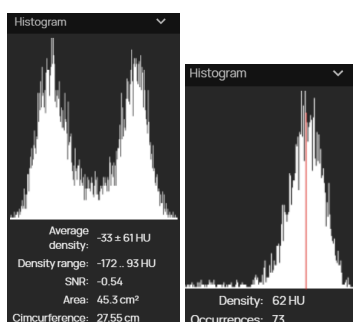 Histogram
Average
density: -33 ± 61 HU
Density range: -172 .. 93 HU
SNR: -0.54
Area: 45.3 cm²
Cimcurference: 27.55 cm
Histogram
Density: 62 HU
Occurrences: 73